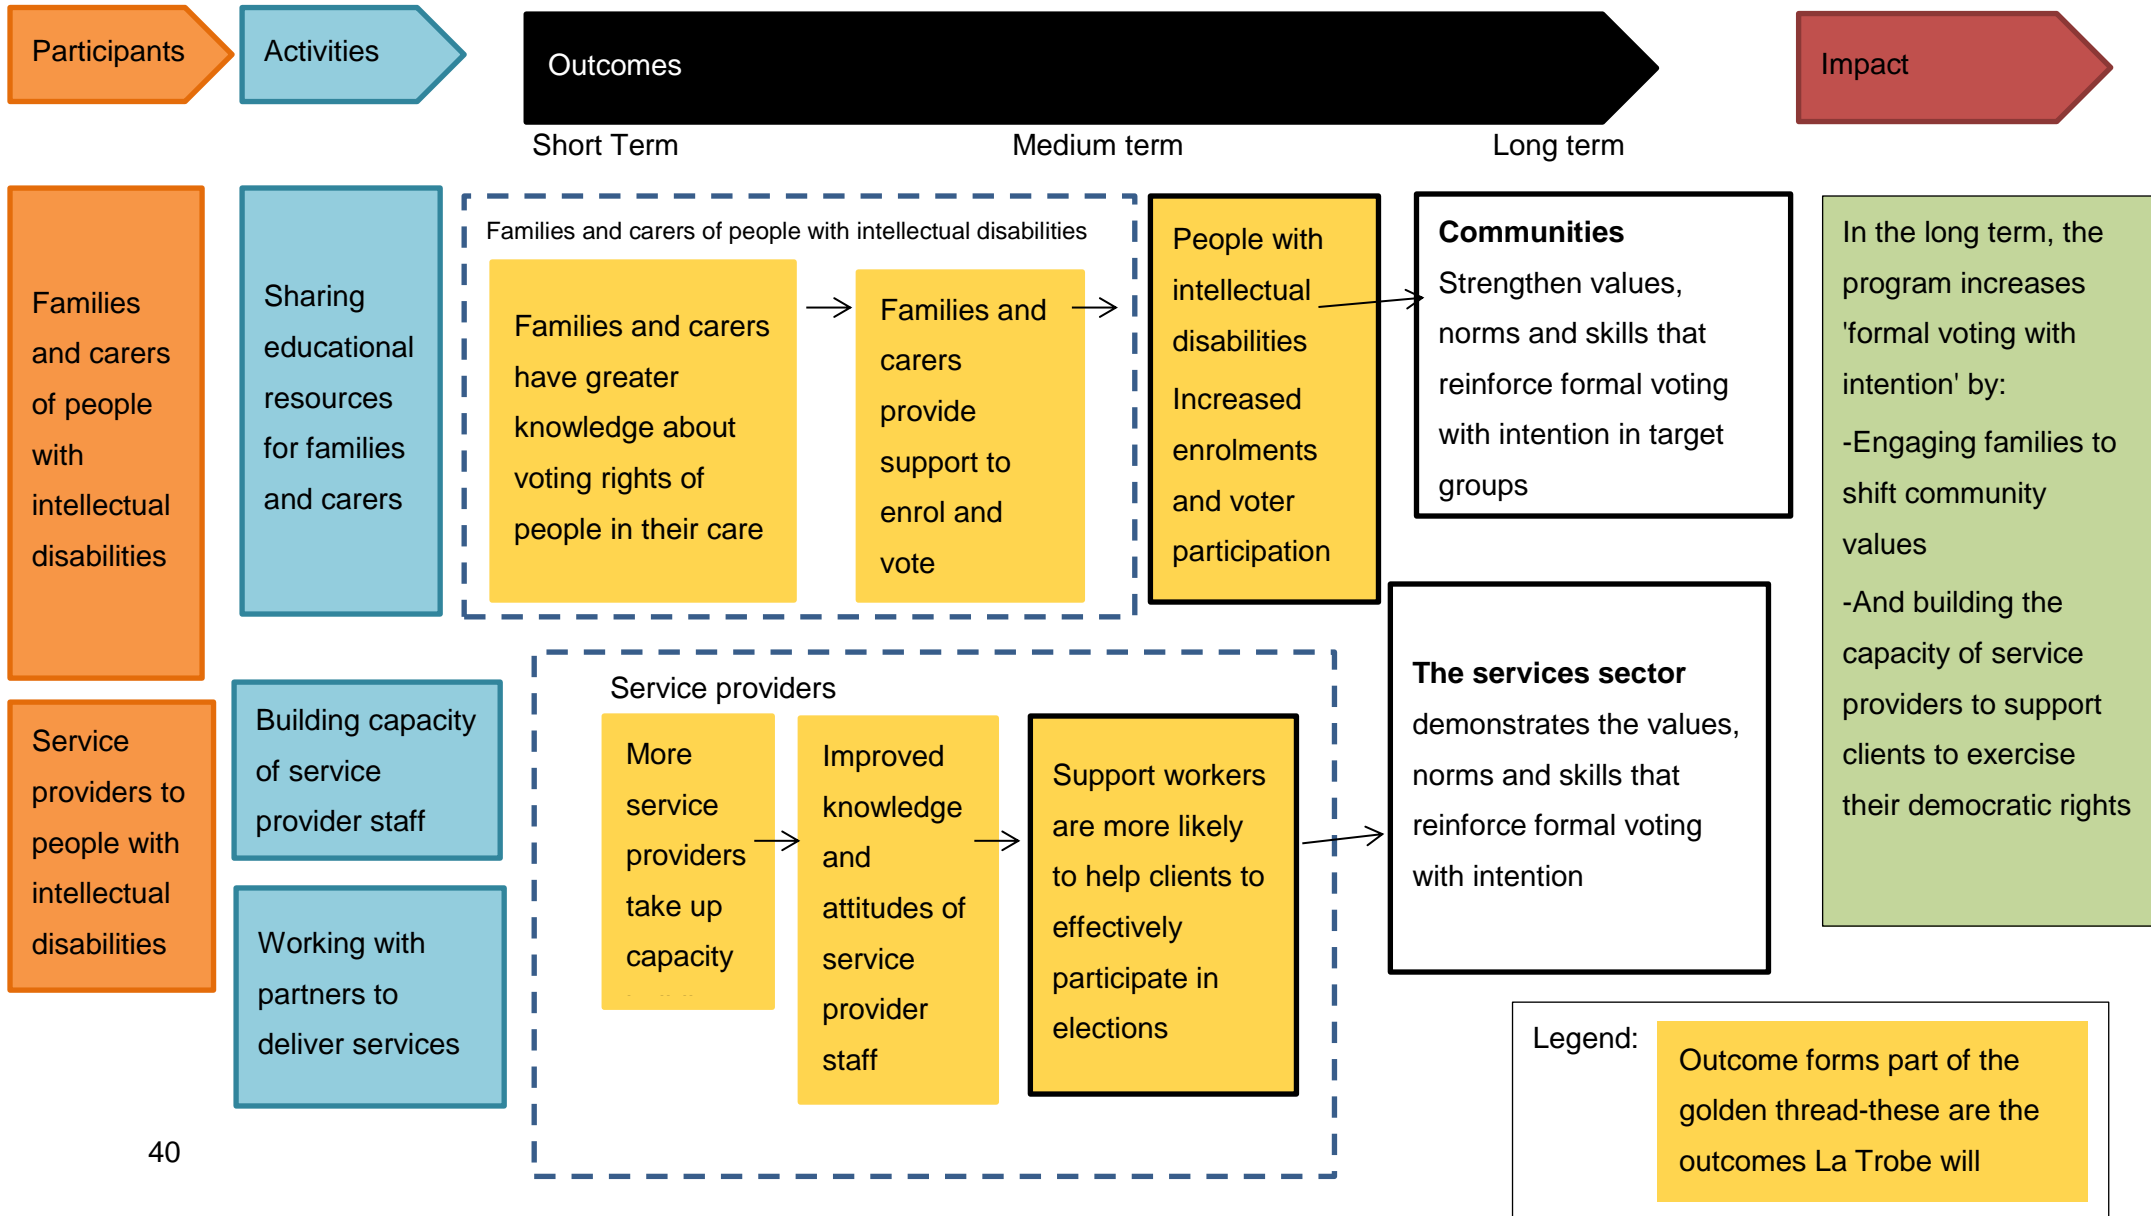 Participants
Activities
Outcomes
Impact
Short Term
Medium term
Long term
Families
and carers
of people
with
intellectual
disabilities
Sharing
educational
resources
for families
and carers
Families and carers of people with intellectual disabilities
Families and carers
have greater
knowledge about
voting rights of
people in their care
Families and
carers
provide
support to
enrol and
vote
People with
intellectual
disabilities
Increased
enrolments
and voter
participation
Communities
Strengthen values,
norms and skills that
reinforce formal voting
with intention in target
groups
In the long term, the
program increases
'formal voting with
intention' by:
-Engaging families to
shift community
values
-And building the
capacity of service
providers to support
clients to exercise
their democratic rights
Service
providers to
people with
intellectual
disabilities
Building capacity
of service
provider staff
Working with
partners to
deliver services
Service providers
More
service
providers
take up
capacity
Improved
knowledge
and
attitudes of
service
provider
staff
Support workers
are more likely
to help clients to
effectively
participate in
elections
The services sector
demonstrates the values,
norms and skills that
reinforce formal voting
with intention
Legend:
Outcome forms part of the
golden thread-these are the
outcomes La Trobe will
40